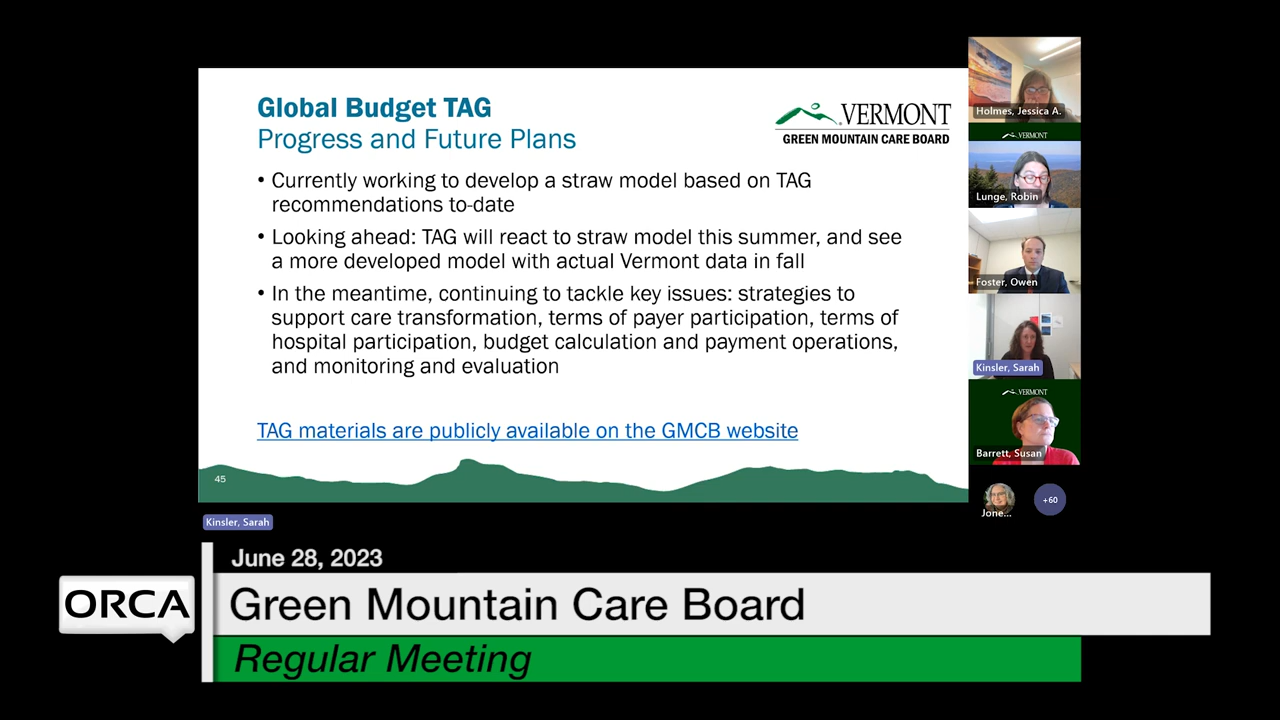 Global Budget TAG
Progress and Future Plans
VERMONT
GREEN MOUNTAIN CARE BOARD
• Currently working to develop a straw model based on TAG
recommendations to-date
• Looking ahead: TAG will react to straw model this summer, and see
a more developed model with actual Vermont data in fall
• In the meantime, continuing to tackle key issues: strategies to
support care transformation, terms of payer participation, terms of
hospital participation, budget calculation and payment operations,
and monitoring and evaluation
TAG materials are publicly available on the GMCB website
45
Holmes, Jessica A.
VERMONT
Lunge, Robin
Foster, Owen
Kinsler, Sarah
VERMONT
Barrett, Susan
Jone...
+60
Kinsler, Sarah
June 28, 2023
ORCA
Green Mountain Care Board
Regular Meeting